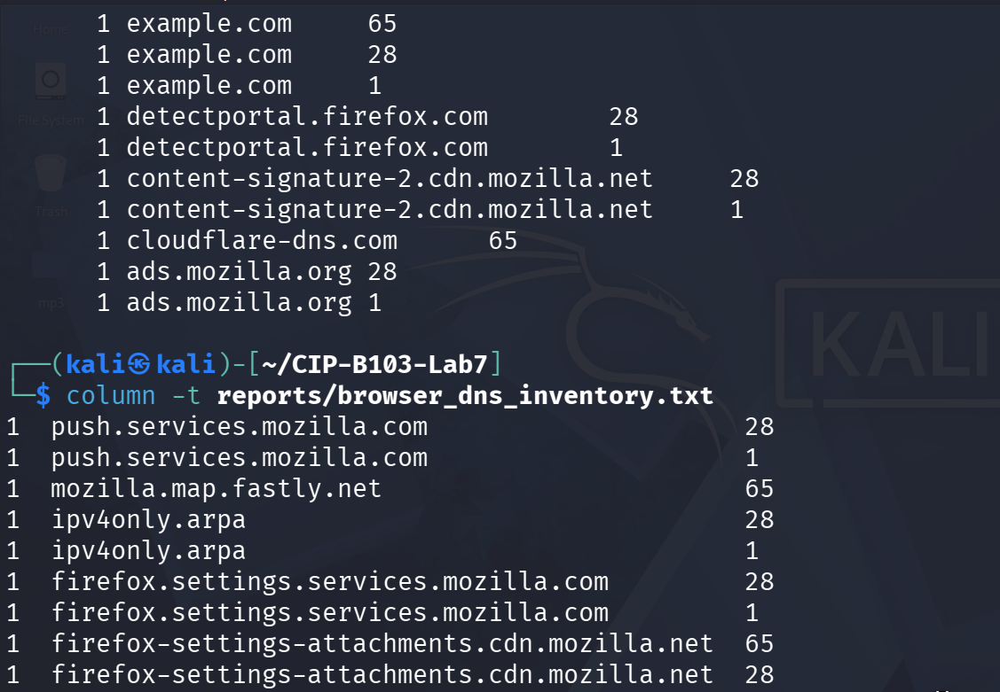 1 example.com 65
1 example.com 28
1 example.com 1
1 detectportal.firefox.com 28
1 detectportal.firefox.com 1
1 content-signature-2.cdn.mozilla.net 28
1 content-signature-2.cdn.mozilla.net 1
1 cloudflare-dns.com 65
1 ads.mozilla.org 28
1 ads.mozilla.org 1
┌──(kali㉿kali)-[~/CIP-B103-Lab7]
└─$ column -t reports/browser_dns_inventory.txt
1 push.services.mozilla.com 28
1 push.services.mozilla.com 1
1 mozilla.map.fastly.net 65
1 ipv4only.arpa 28
1 ipv4only.arpa 1
1 firefox.settings.services.mozilla.com 28
1 firefox.settings.services.mozilla.com 1
1 firefox-settings-attachments.cdn.mozilla.net 65
1 firefox-settings-attachments.cdn.mozilla.net 28
Home
File System
Trash
mp3
KALI